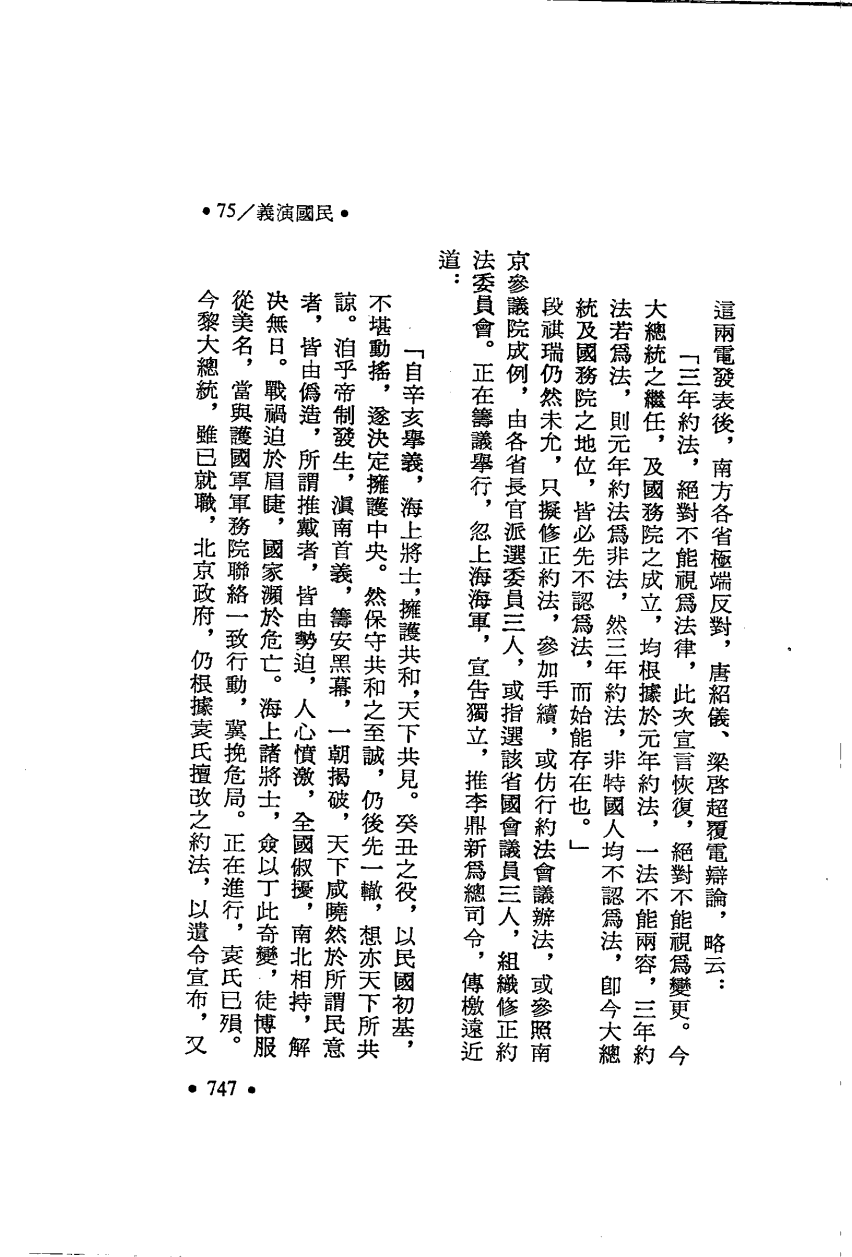 •75／義演國民•
這兩電發表後，南方各省極端反對，唐紹儀、梁啓超覆電辯論，略云：
「三年約法，絕對不能視爲法律，此次宣言恢復，絕對不能視爲變更。今
大總統之繼任，及國務院之成立，均根據於元年約法，一法不能兩容，三年約
法若爲法，則元年約法爲非法，然三年約法，非特國人均不認爲法，卽今大總
統及國務院之地位，皆必先不認爲法，而始能存在也。」
段祺瑞仍然未允，只擬修正約法，參加手續，或仿行約法會議辦法，或參照南
京參議院成例，由各省長官派選委員三人，或指選該省國會議員三人，組織修正約
法委員會。正在籌議舉行，忽上海海軍，宣告獨立，推李鼎新爲總司令，傳檄遠近
道：
「自辛亥舉義，海上將士，擁護共和，天下共見。癸丑之役，以民國初基，
不堪動搖，遂決定擁護中央。然保守共和之至誠，仍後先一轍，想亦天下所共
諒。洎乎帝制發生，滇南首義，籌安黑幕，一朝揭破，天下咸曉然於所謂民意
者，皆由僞造，所謂推戴者，皆由勢迫，人心憤激，全國俶擾，南北相持，解
決無日。戰禍迫於眉睫，國家瀕於危亡。海上諸將士，僉以丁此奇變，徒博服
從美名，當與護國軍軍務院聯絡一致行動，冀挽危局。正在進行，袁氏已殞。
今黎大總統，雖已就職，北京政府，仍根據袁氏擅改之約法，以遺令宣布，又
•747•